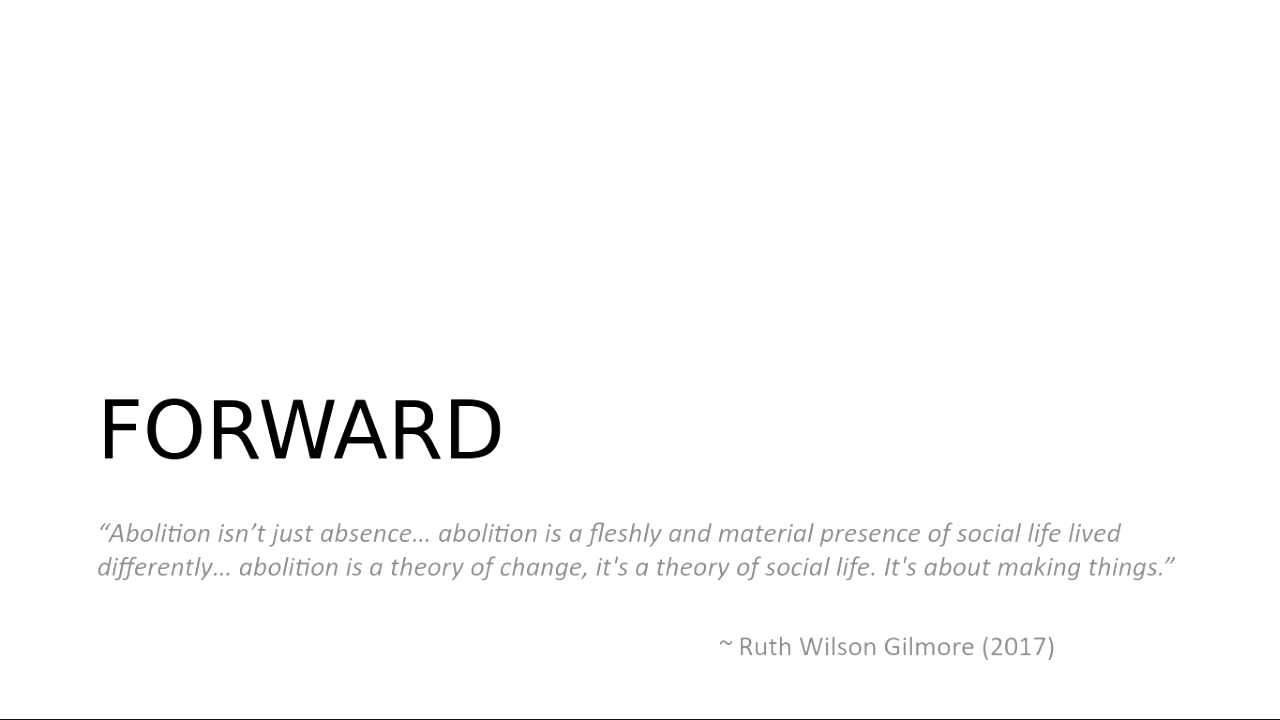 FORWARD
“Abolition isn’t just absence… abolition is a fleshly and material presence of social life lived
differently… abolition is a theory of change, it's a theory of social life. It's about making things.”
~ Ruth Wilson Gilmore (2017)